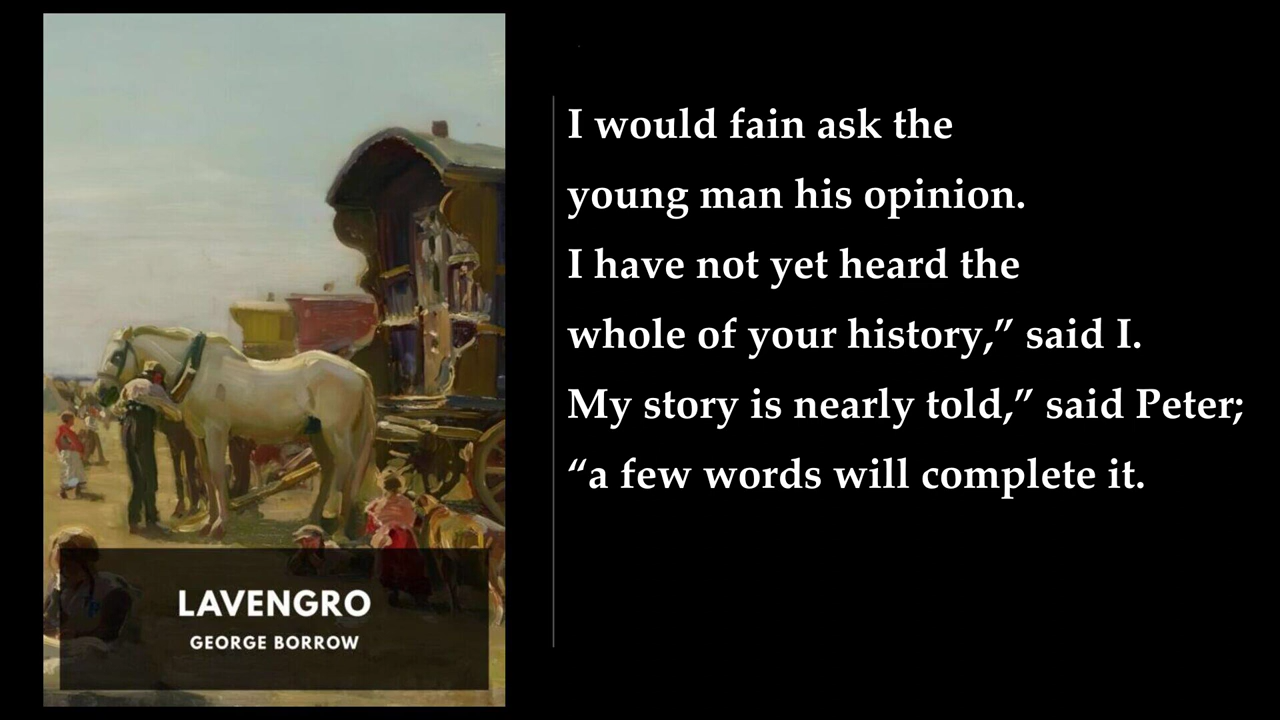 LAVENGRO
GEORGE BORROW
I would fain ask the
young man his opinion.
I have not yet heard the
whole of your history,” said I.
My story is nearly told,” said Peter;
“a few words will complete it.